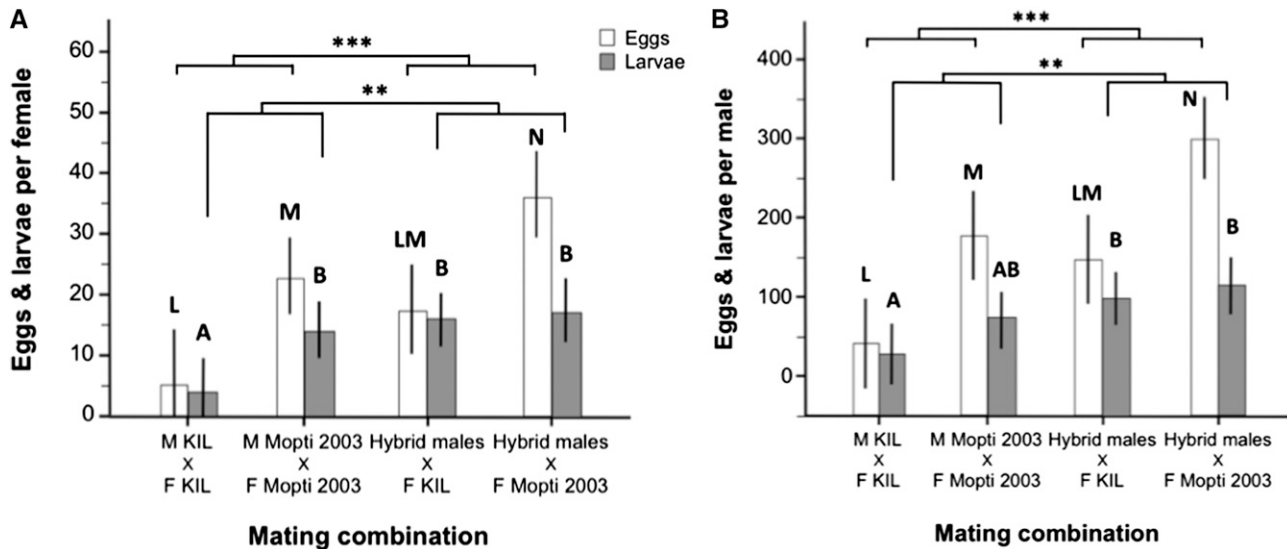 A
Eggs & larvae per female
60
50
40
30
20
10
0
***
**
Eggs
Larvae
L
A
M
B
LM
B
N
B
M KIL
X
F KIL
M Mopti 2003
X
F Mopti 2003
Hybrid males
X
F KIL
Hybrid males
X
F Mopti 2003
Mating combination
B
Eggs & larvae per male
400
300
200
100
0
***
**
L
A
M
AB
LM
B
N
B
M KIL
X
F KIL
M Mopti 2003
X
F Mopti 2003
Hybrid males
X
F KIL
Hybrid males
X
F Mopti 2003
Mating combination